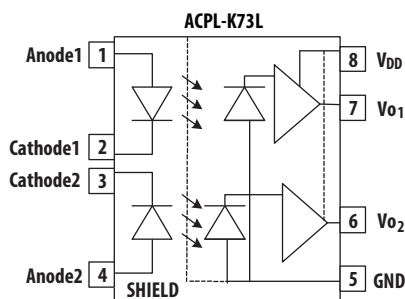 ACPL-K73L
Anode1 1
8 VDD
7 Vo1
Cathode1 2
Cathode2 3
6 Vo2
Anode2 4
5 GND
SHIELD